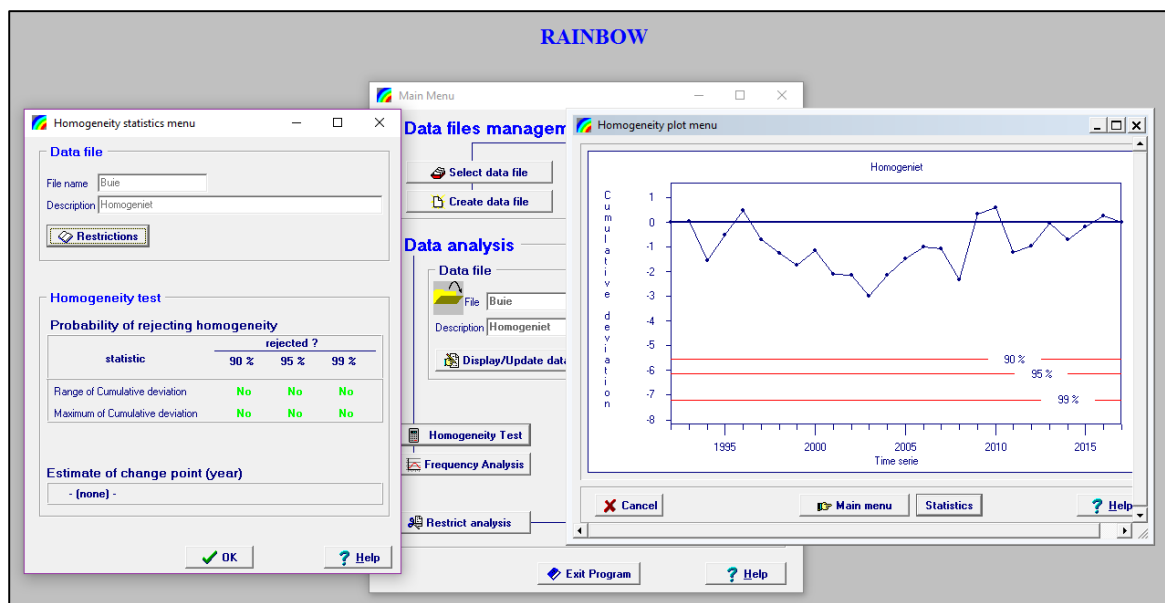 RAINBOW
Main Menu
Data files managem
Select data file
Create data file
Data analysis
Data file
File Buie
Description Homogeniet
Display/Update data
Homogeneity Test
Frequency Analysis
Restrict analysis
Exit Program
Help
Homogeneity statistics menu
Data file
File name Buie
Description Homogeniet
Restrictions
Homogeneity test
Probability of rejecting homogeneity
rejected ?
statistic 90 % 95 % 99 %
Range of Cumulative deviation No No No
Maximum of Cumulative deviation No No No
Estimate of change point (year)
- (none) -
OK
Help
Homogeneity plot menu
Homogeniet
Cumulative deviation
1
0
-1
-2
-3
-4
-5
-6
-7
-8
90 %
95 %
99 %
1995 2000 2005 2010 2015
Time serie
Cancel
Main menu
Statistics
Help